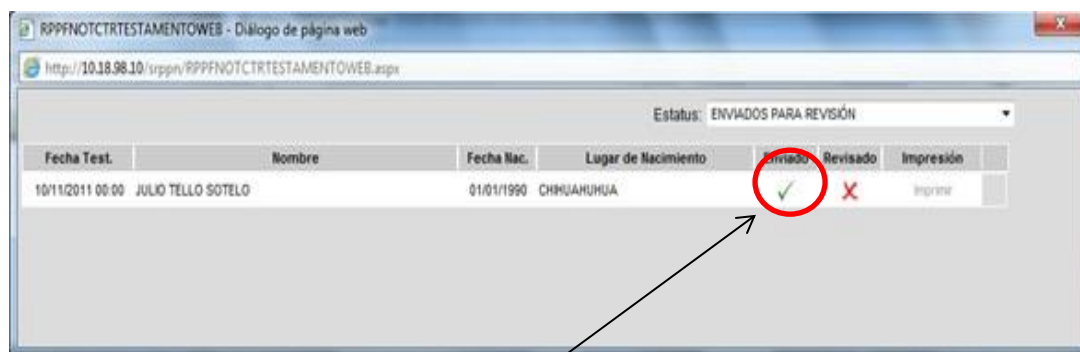 RPPFNOTCTRTESTAMENTOWEB - Diálogo de página web
http://10.18.98.10/srppn/RPPFNOTCTRTESTAMENTOWEB.aspx
Estatus: ENVIADOS PARA REVISIÓN
Fecha Test. Nombre Fecha Nac. Lugar de Nacimiento Enviado Revisado Impresión
10/11/2011 00:00 JULIO TELLO SOTELO 01/01/1990 CHIHUAHUHUA Imprimir